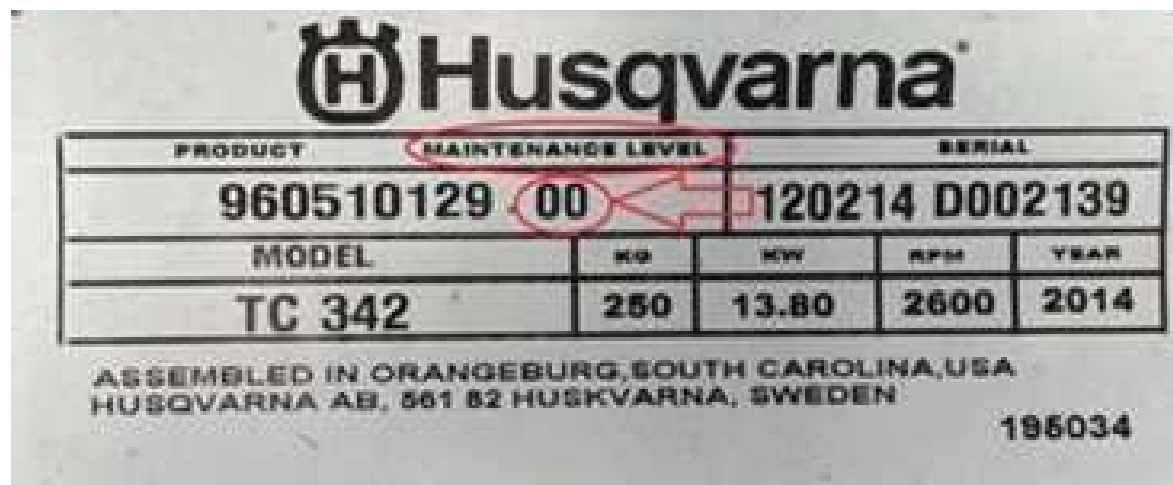 H Husqvarna
PRODUCT MAINTENANCE LEVEL SERIAL
960510129 . 00 120214 D002139
MODEL KG KW RPM YEAR
TC 342 250 13.80 2600 2014
ASSEMBLED IN ORANGEBURG,SOUTH CAROLINA,USA
HUSQVARNA AB, 561 82 HUSKVARNA, SWEDEN
195034